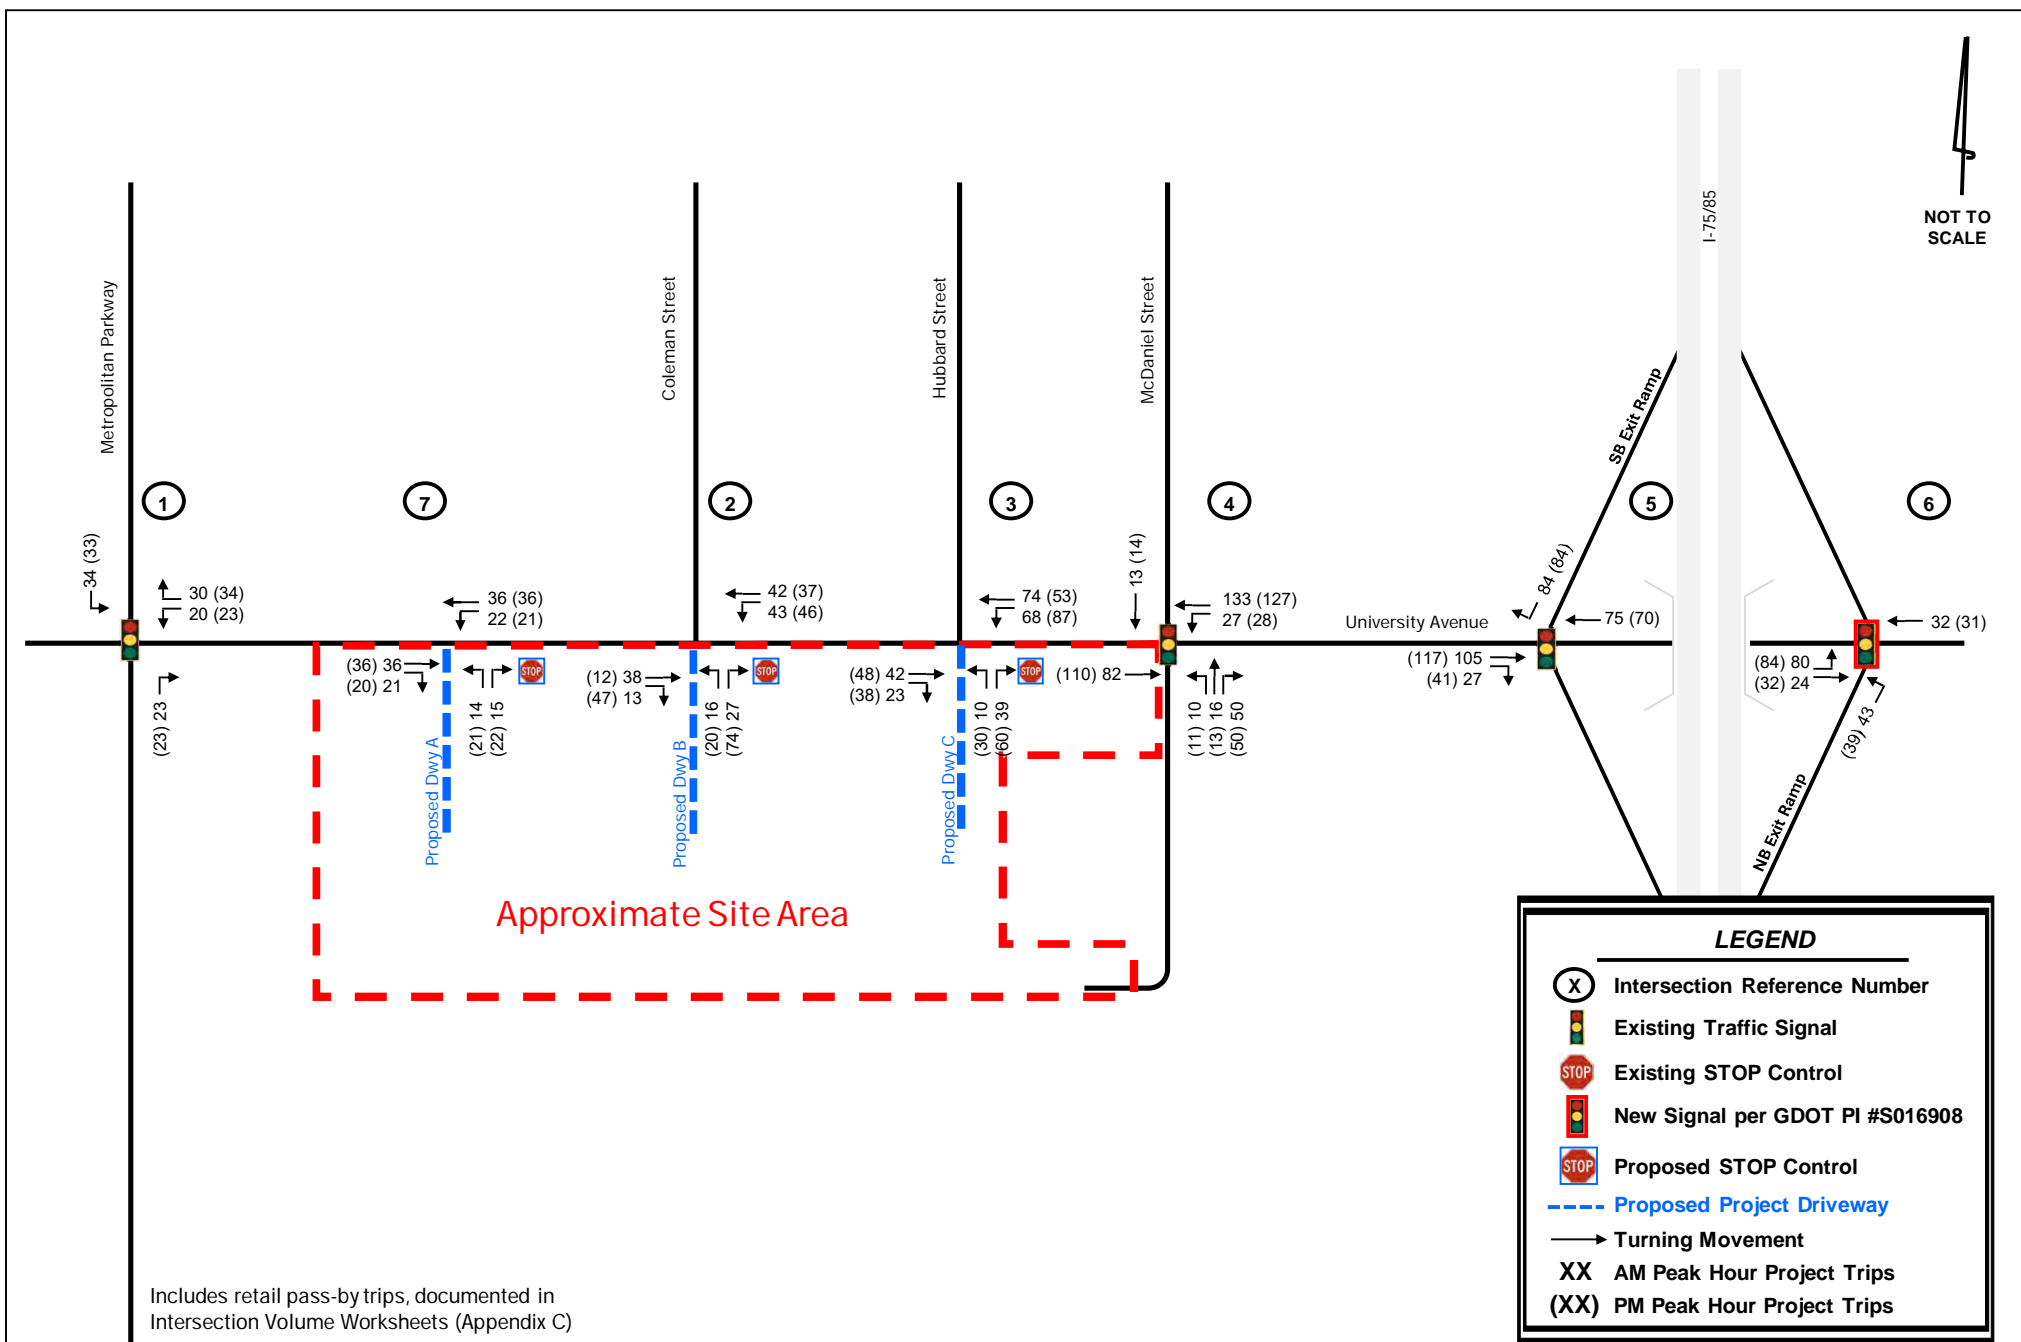 NOT TO
SCALE
I-75/85
Metropolitan Parkway
Coleman Street
Hubbard Street
McDaniel Street
SB Exit Ramp
1
7
2
3
4
5
6
34 (33)
30 (34)
20 (23)
36 (36)
22 (21)
42 (37)
43 (46)
74 (53)
68 (87)
13 (14)
133 (127)
27 (28)
University Avenue
84 (84)
75 (70)
32 (31)
(23) 23
(36) 36
(20) 21
(21) 14
(22) 15
STOP
(12) 38
(47) 13
(20) 16
(74) 27
STOP
(48) 42
(38) 23
(30) 10
(60) 39
STOP
(110) 82
(11) 10
(13) 16
(50) 50
(117) 105
(41) 27
(84) 80
(32) 24
(39) 43
Proposed Dwy A
Proposed Dwy B
Proposed Dwy C
NB Exit Ramp
Approximate Site Area
LEGEND
X Intersection Reference Number
Existing Traffic Signal
STOP Existing STOP Control
New Signal per GDOT PI #S016908
STOP Proposed STOP Control
Proposed Project Driveway
Turning Movement
XX AM Peak Hour Project Trips
(XX) PM Peak Hour Project Trips
Includes retail pass-by trips, documented in
Intersection Volume Worksheets (Appendix C)